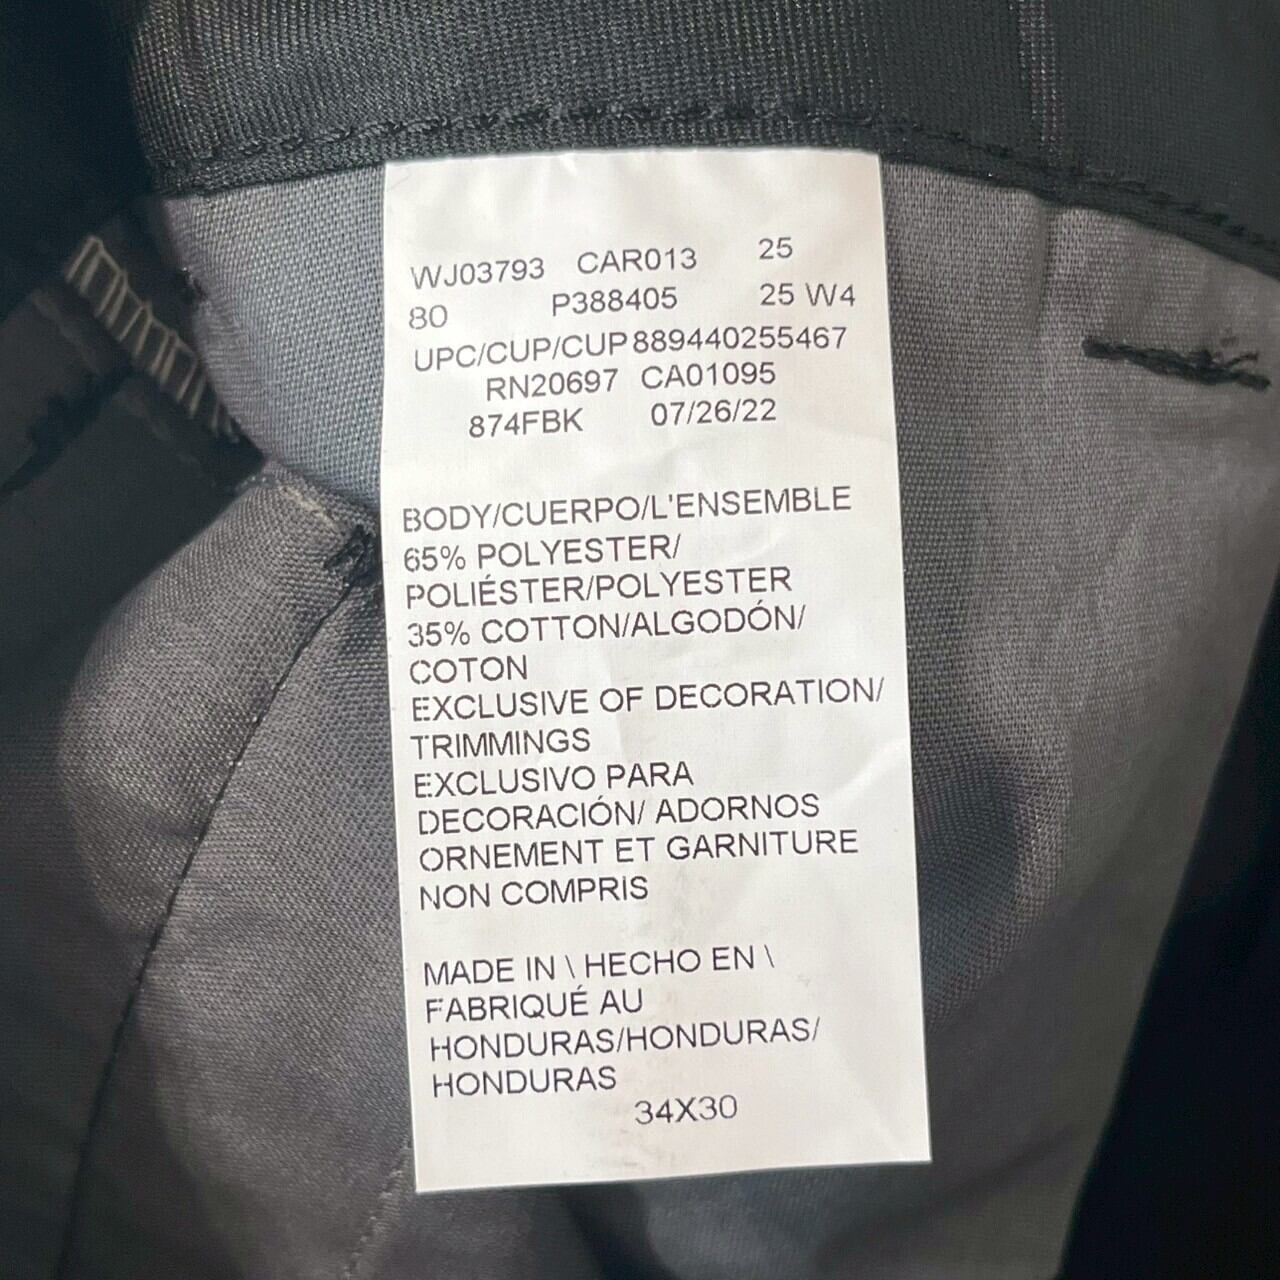 WJ03793 CAR013 25
80 P388405 25 W4
UPC/CUP/CUP 889440255467
RN20697 CA01095
874FBK 07/26/22
BODY/CUERPO/L'ENSEMBLE
65% POLYESTER/
POLIÉSTER/POLYESTER
35% COTTON/ALGODÓN/
COTON
EXCLUSIVE OF DECORATION/
TRIMMINGS
EXCLUSIVO PARA
DECORACIÓN/ ADORNOS
ORNEMENT ET GARNITURE
NON COMPRIS
MADE IN \ HECHO EN \
FABRIQUÉ AU
HONDURAS/HONDURAS/
HONDURAS
34X30